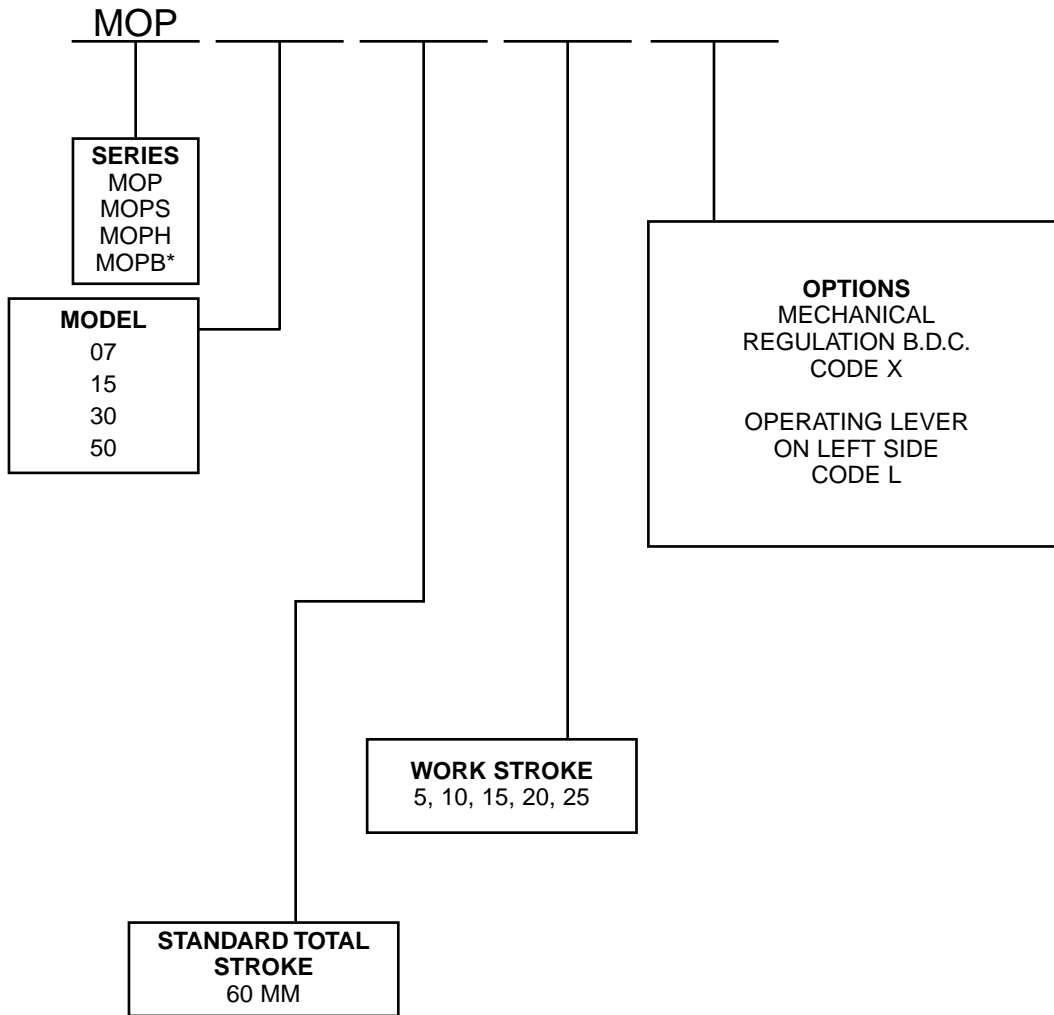 MOP
SERIES
MOP
MOPS
MOPH
MOPB*
MODEL
07
15
30
50
OPTIONS
MECHANICAL
REGULATION B.D.C.
CODE X
OPERATING LEVER
ON LEFT SIDE
CODE L
WORK STROKE
5, 10, 15, 20, 25
STANDARD TOTAL
STROKE
60 MM